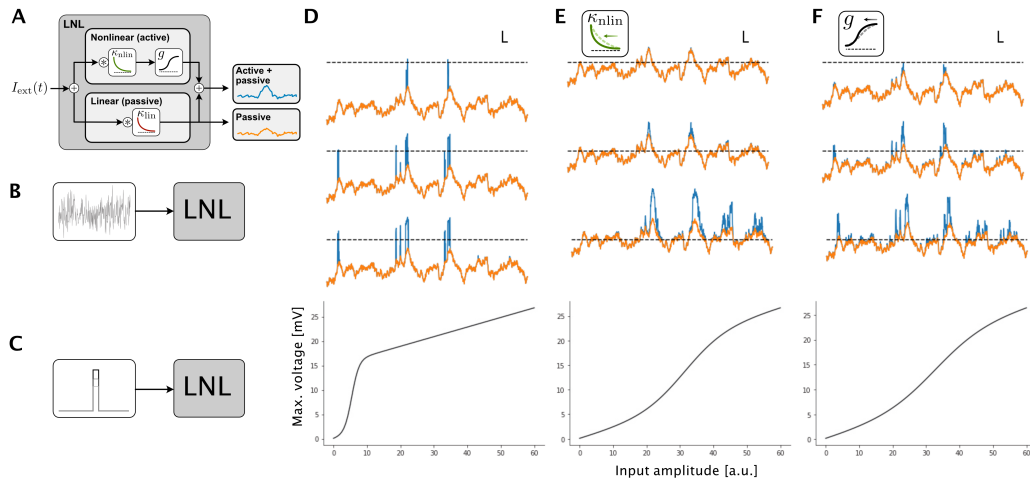 A
LNL
Nonlinear (active)
κnlin
g
Iext(t)
Linear (passive)
κlin
Active +
passive
Passive
B
LNL
C
LNL
D
L
E
κnlin
L
F
g
L
Max. voltage [mV]
25
20
15
10
5
0
0 10 20 30 40 50 60
25
20
15
10
5
0
0 10 20 30 40 50 60
25
20
15
10
5
0
0 10 20 30 40 50 60
Input amplitude [a.u.]